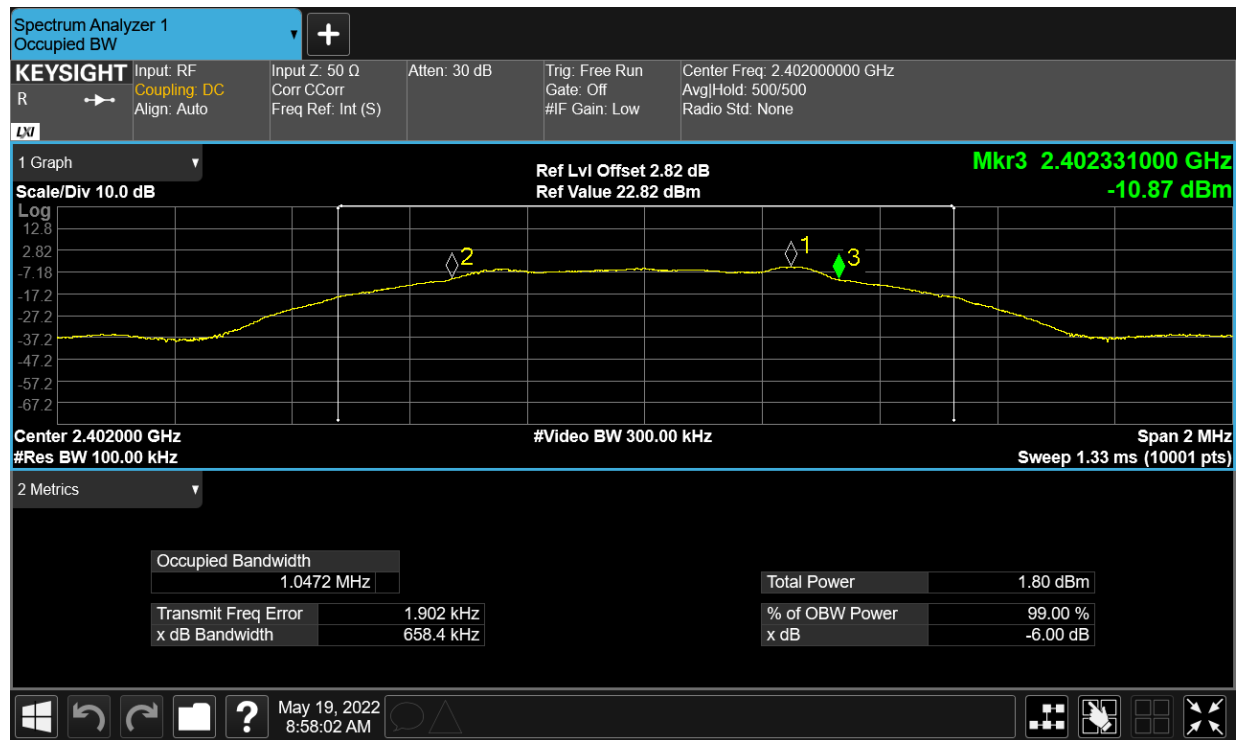 Spectrum Analyzer 1
Occupied BW
KEYSIGHT
R
LXI
Input: RF
Coupling: DC
Align: Auto
Input Z: 50 Ω
Corr CCorr
Freq Ref: Int (S)
Atten: 30 dB
Trig: Free Run
Gate: Off
#IF Gain: Low
Center Freq: 2.402000000 GHz
Avg|Hold: 500/500
Radio Std: None
1 Graph
Scale/Div 10.0 dB
Ref Lvl Offset 2.82 dB
Ref Value 22.82 dBm
Mkr3 2.402331000 GHz
-10.87 dBm
Log
12.8
2.82
-7.18
-17.2
-27.2
-37.2
-47.2
-57.2
-67.2
2
1
3
Center 2.402000 GHz
#Video BW 300.00 kHz
Span 2 MHz
#Res BW 100.00 kHz
Sweep 1.33 ms (10001 pts)
2 Metrics
Occupied Bandwidth
1.0472 MHz
Total Power 1.80 dBm
Transmit Freq Error 1.902 kHz
% of OBW Power 99.00 %
x dB Bandwidth 658.4 kHz
x dB -6.00 dB
?
May 19, 2022
8:58:02 AM